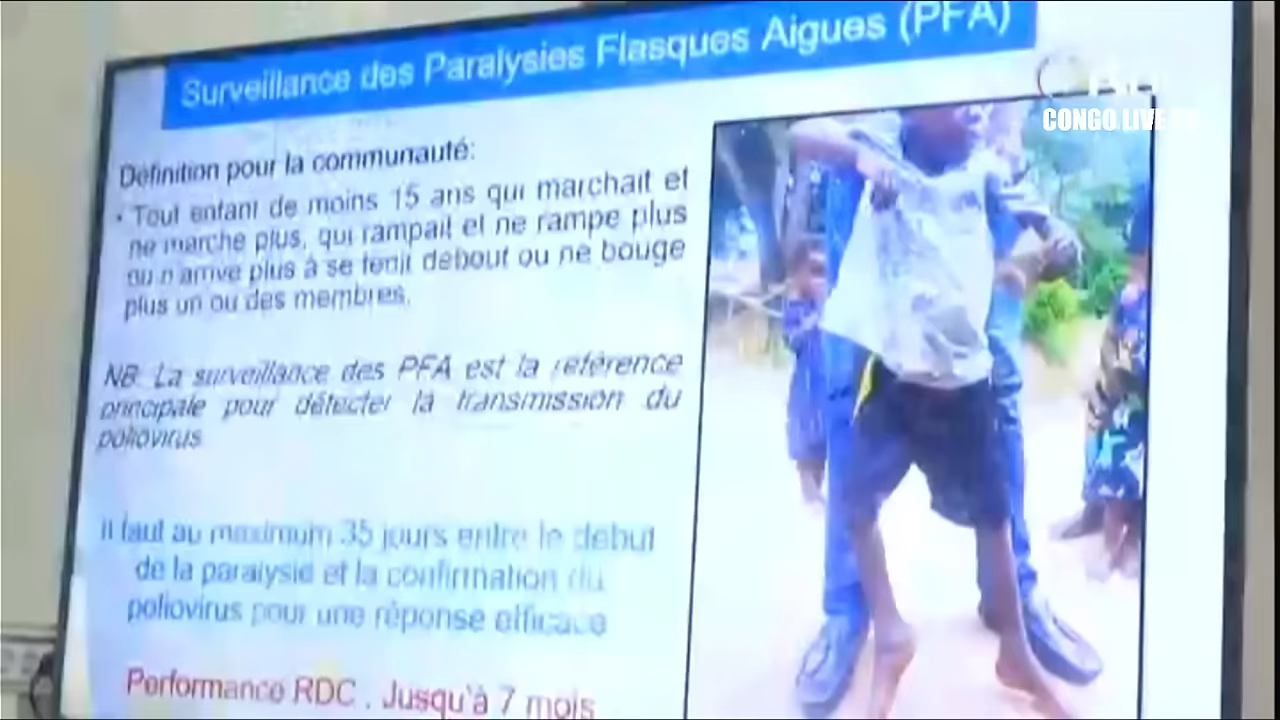 Surveillance des Paralysies Flasques Aigues (PFA)
CONGO LIVE
Définition pour la communauté:
• Tout enfant de moins 15 ans qui marchait et
ne marche plus, qui rampait et ne rampe plus
ou n'arrive plus à se tenir debout ou ne bouge
plus un ou des membres.
NB: La surveillance des PFA est la référence
principale pour détecter la transmission du
poliovirus
Il faut au maximum 35 jours entre le debut
de la paralysie et la confirmation du
poliovirus pour une réponse efficace
Performance RDC : Jusqu'à 7 mois